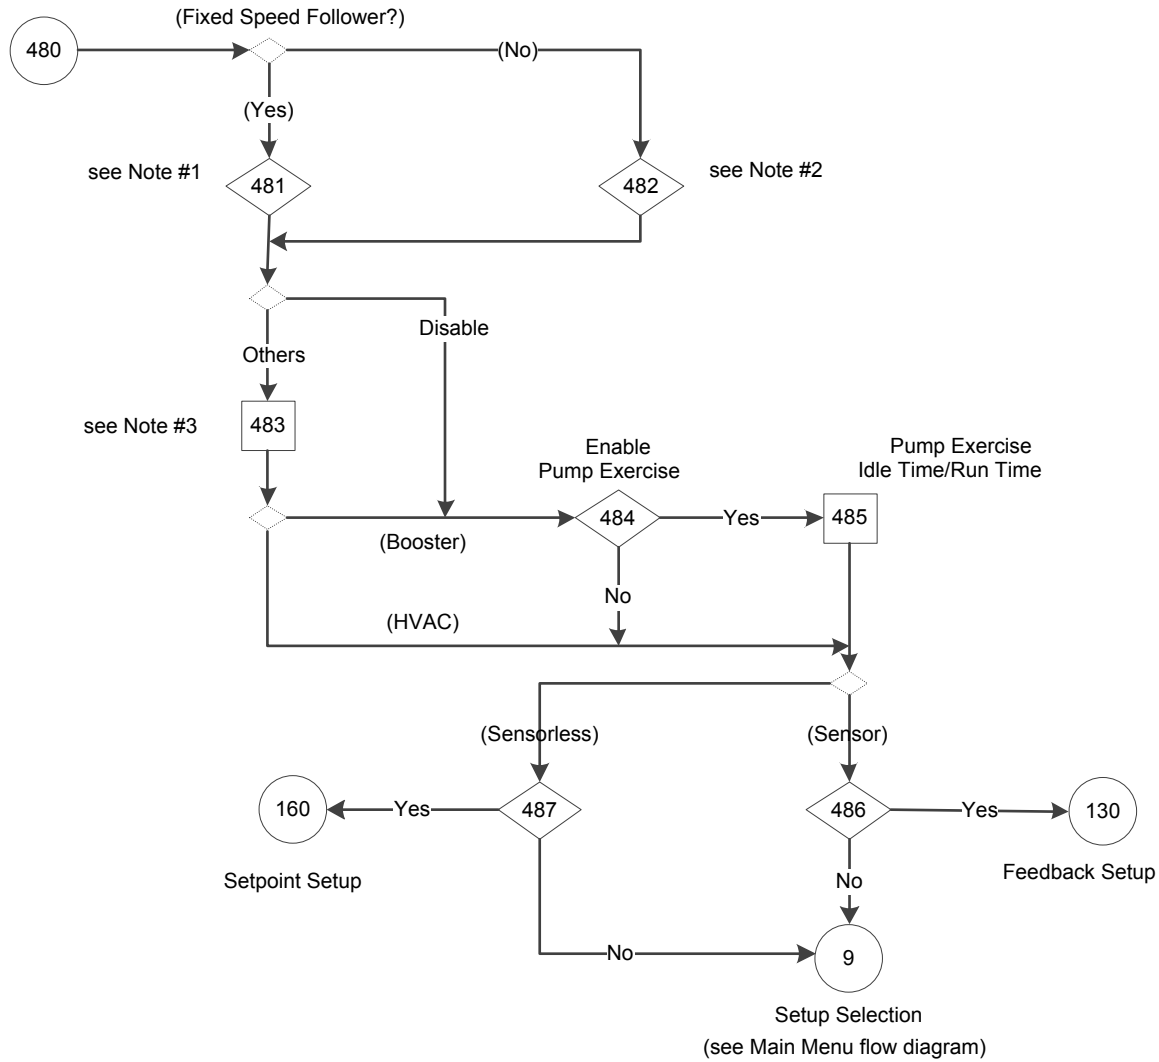 (Fixed Speed Follower?)
480
(No)
(Yes)
see Note #1
481
482
see Note #2
Disable
Others
see Note #3
483
Enable
Pump Exercise
Pump Exercise
Idle Time/Run Time
484
Yes
485
(Booster)
No
(HVAC)
(Sensorless)
(Sensor)
160
Yes
487
486
Yes
130
Setpoint Setup
Feedback Setup
No
No
9
Setup Selection
(see Main Menu flow diagram)